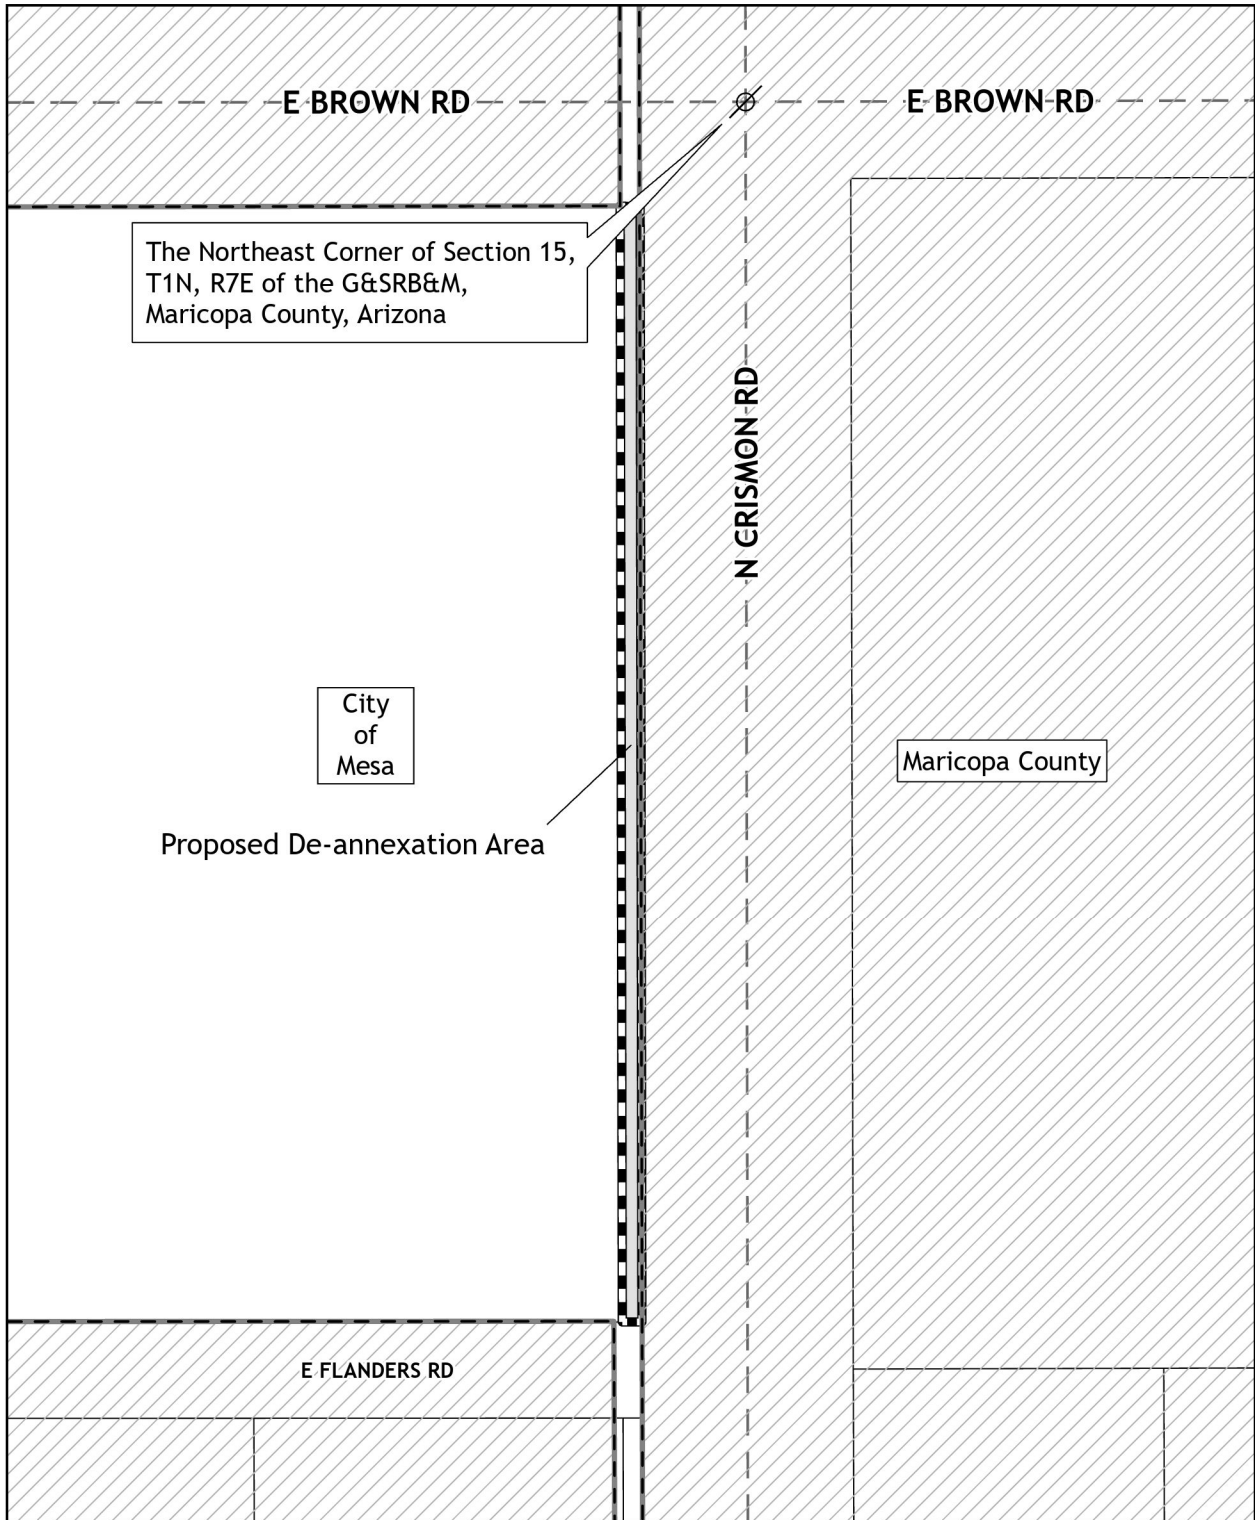 E BROWN RD
E BROWN RD
The Northeast Corner of Section 15,
T1N, R7E of the G&SRB&M,
Maricopa County, Arizona
N CRISMON RD
City
of
Mesa
Maricopa County
Proposed De-annexation Area
E FLANDERS RD